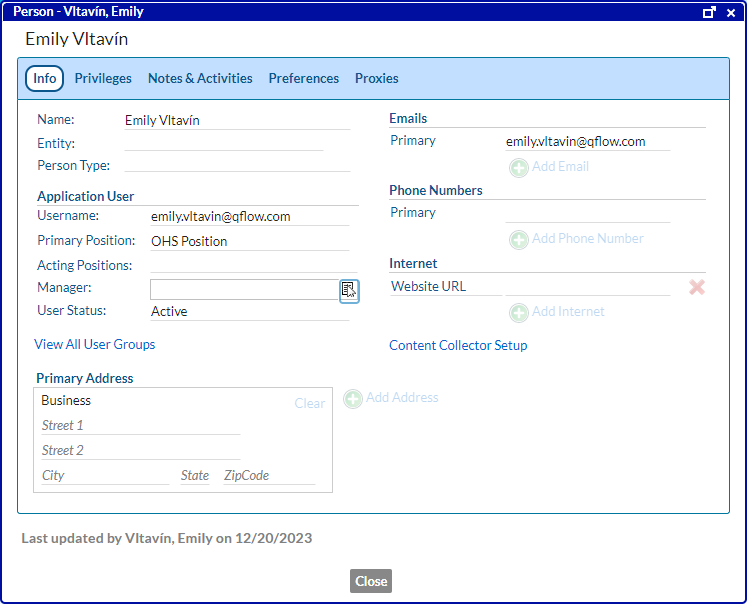 Person - Vltavín, Emily
Emily Vltavín
Info Privileges Notes & Activities Preferences Proxies
Name: Emily Vltavín
Entity:
Person Type:
Application User
Username: emily.vltavin@qflow.com
Primary Position: OHS Position
Acting Positions:
Manager:
User Status: Active
View All User Groups
Emails
Primary emily.vltavin@qflow.com
Add Email
Phone Numbers
Primary
Add Phone Number
Internet
Website URL
Add Internet
Content Collector Setup
Primary Address
Business Clear
Street 1
Street 2
City State ZipCode
Add Address
Last updated by Vltavín, Emily on 12/20/2023
Close